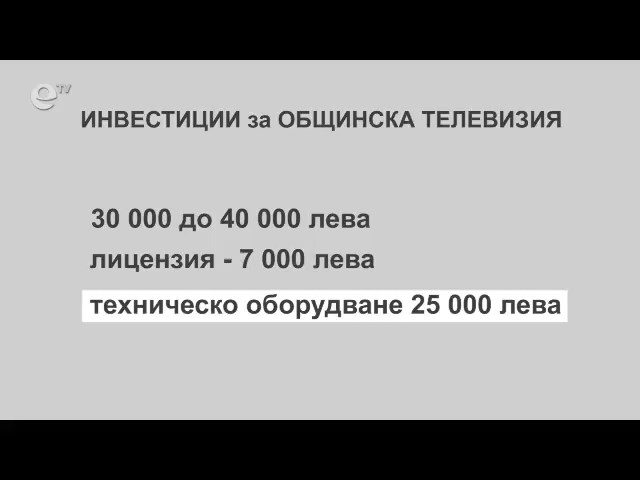 eTV
ИНВЕСТИЦИИ за ОБЩИНСКА ТЕЛЕВИЗИЯ
30 000 до 40 000 лева
лицензия - 7 000 лева
техническо оборудване 25 000 лева